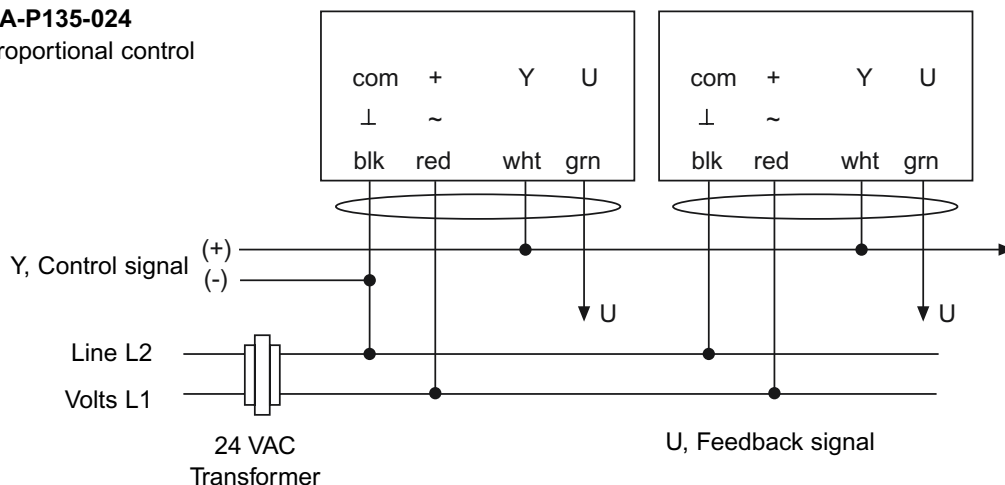 A-P135-024
roportional control
com + Y U
⊥ ~
blk red wht grn
com + Y U
⊥ ~
blk red wht grn
Y, Control signal (+)
(-)
U
U
Line L2
Volts L1
24 VAC
Transformer
U, Feedback signal